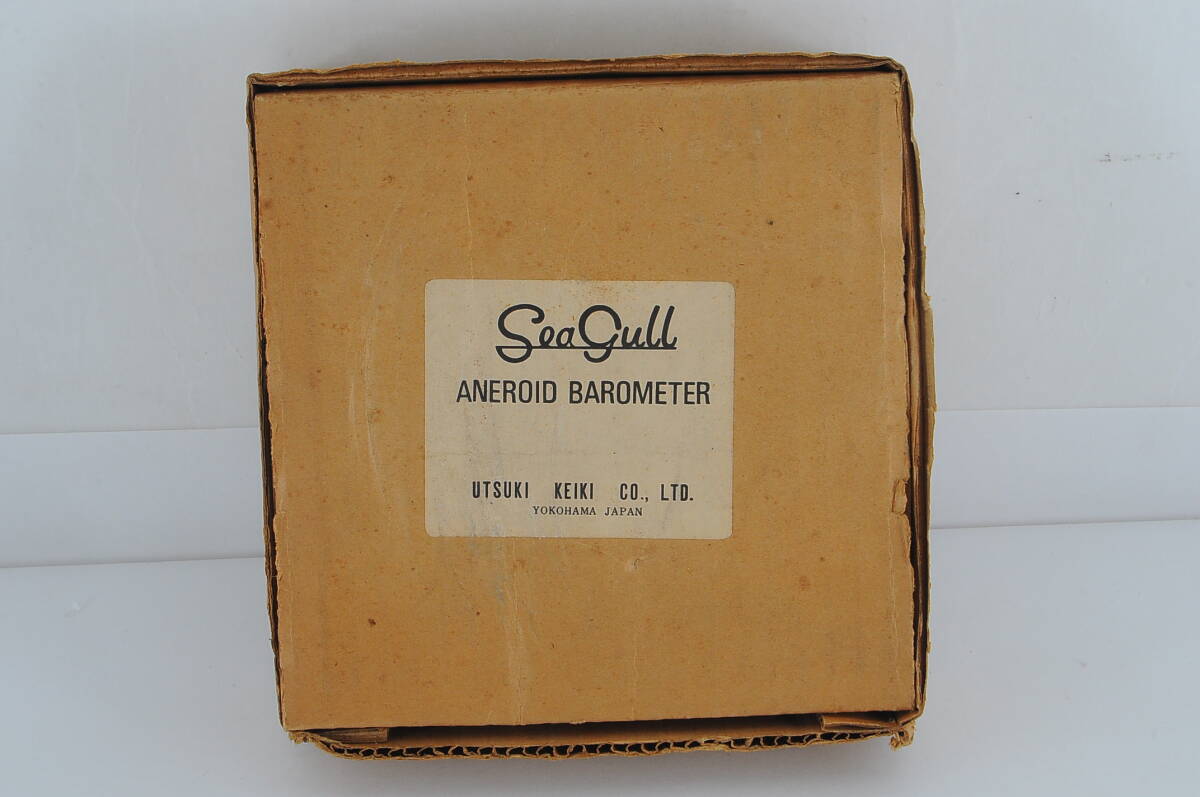 SeaGull
ANEROID BAROMETER
UTSUKI KEIKI CO., LTD.
YOKOHAMA JAPAN